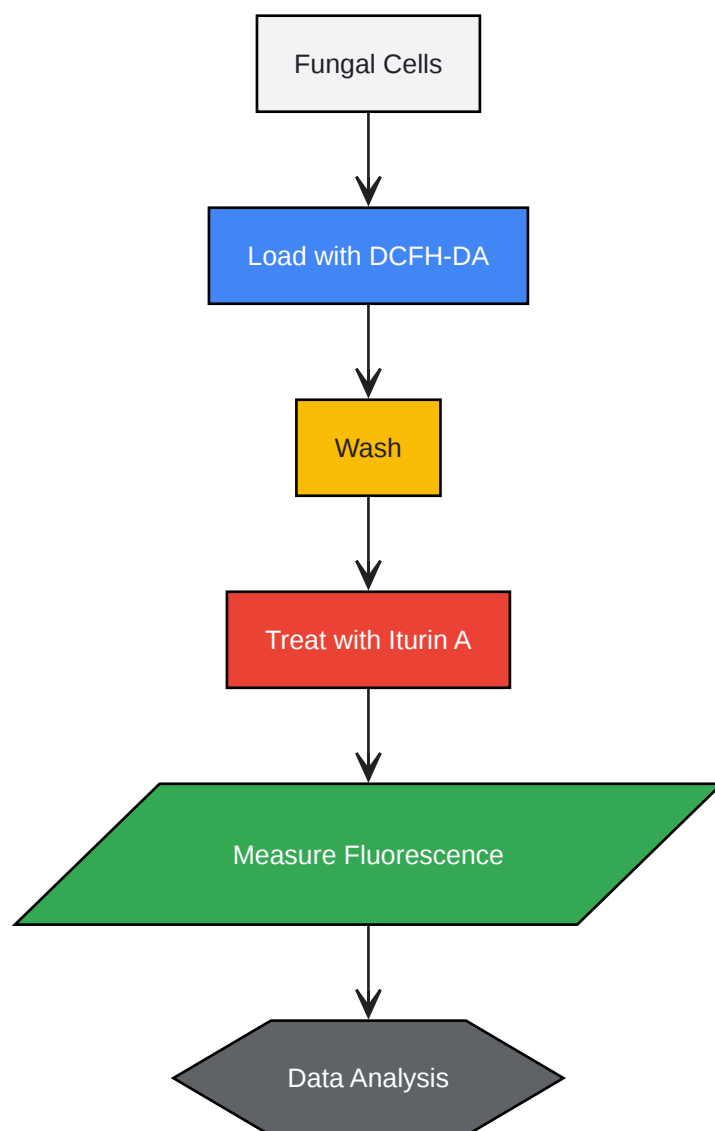 Fungal Cells
Load with DCFH-DA
Wash
Treat with Iturin A
Measure Fluorescence
Data Analysis